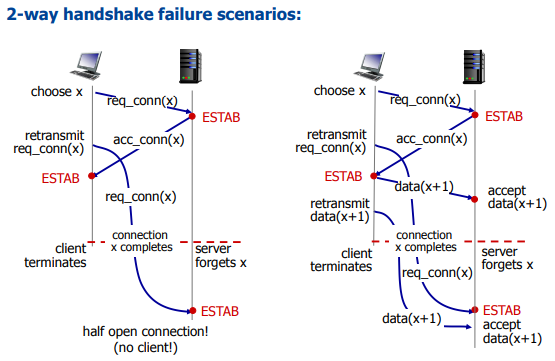 2-way handshake failure scenarios:
choose x
req_conn(x)
ESTAB
retransmit
req_conn(x)
acc_conn(x)
ESTAB
req_conn(x)
connection
x completes
client
terminates
server
forgets x
ESTAB
half open connection!
(no client!)
choose x
req_conn(x)
ESTAB
retransmit
req_conn(x)
acc_conn(x)
ESTAB
data(x+1)
accept
data(x+1)
retransmit
data(x+1)
connection
x completes
client
terminates
server
forgets x
req_conn(x)
ESTAB
data(x+1)
accept
data(x+1)